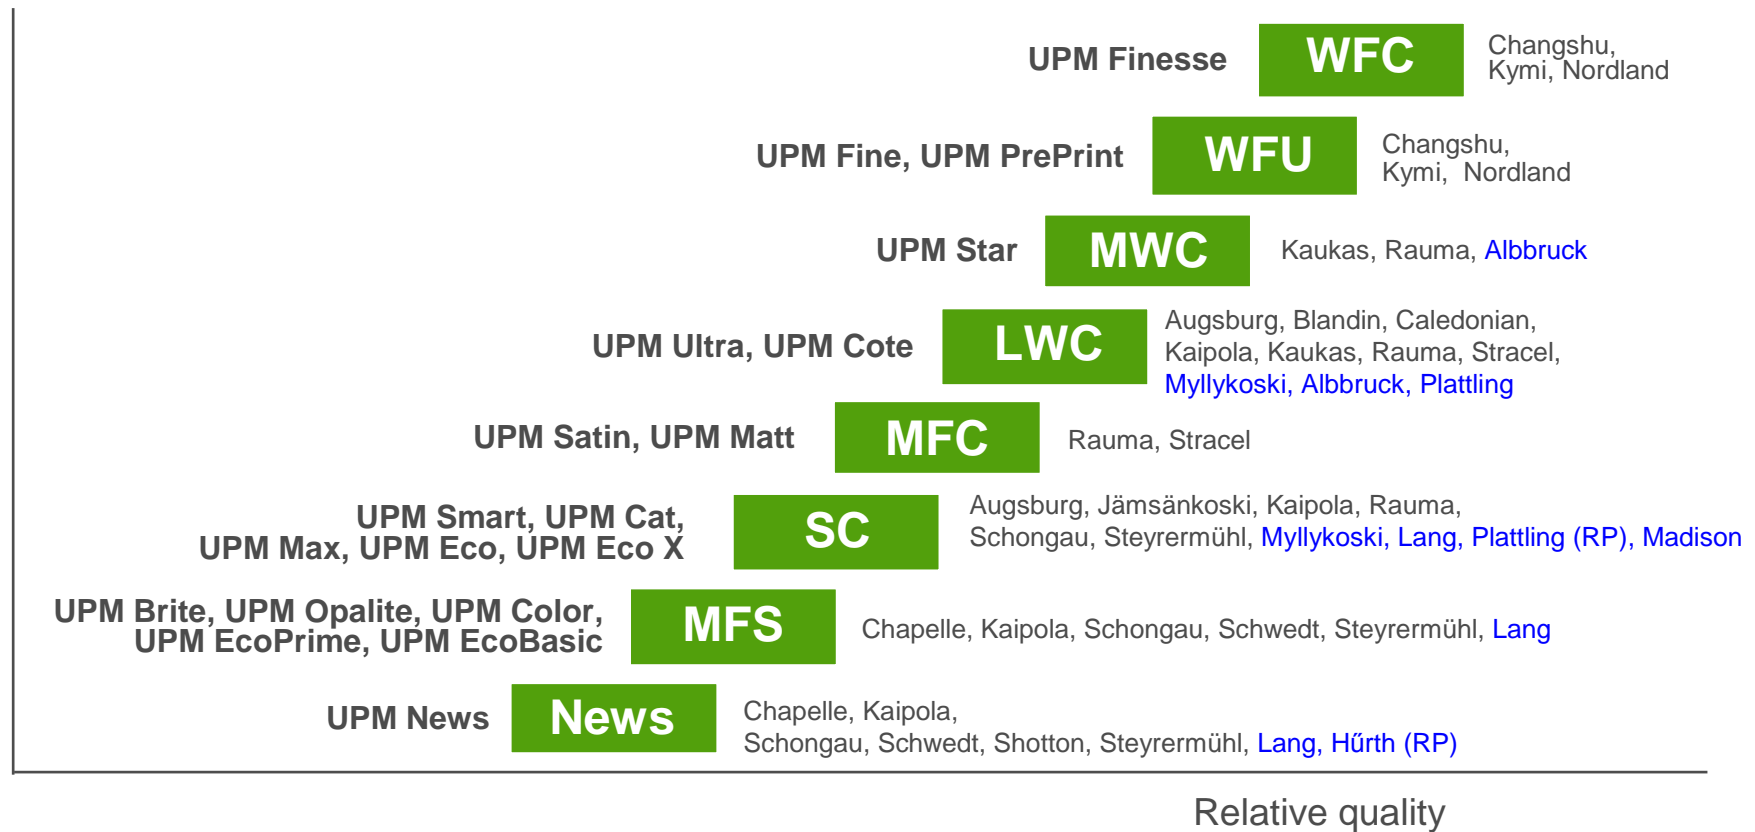 UPM Finesse
WFC
Changshu,
Kymi, Nordland
UPM Fine, UPM PrePrint
WFU
Changshu,
Kymi, Nordland
UPM Star
MWC
Kaukas, Rauma, Albbruck
UPM Ultra, UPM Cote
LWC
Augsburg, Blandin, Caledonian,
Kaipola, Kaukas, Rauma, Stracel,
Myllykoski, Albbruck, Plattling
UPM Satin, UPM Matt
MFC
Rauma, Stracel
UPM Smart, UPM Cat,
UPM Max, UPM Eco, UPM Eco X
SC
Augsburg, Jämsänkoski, Kaipola, Rauma,
Schongau, Steyrermühl, Myllykoski, Lang, Plattling (RP), Madison
UPM Brite, UPM Opalite, UPM Color,
UPM EcoPrime, UPM EcoBasic
MFS
Chapelle, Kaipola, Schongau, Schwedt, Steyrermühl, Lang
UPM News
News
Chapelle, Kaipola,
Schongau, Schwedt, Shotton, Steyrermühl, Lang, Hűrth (RP)
Relative quality